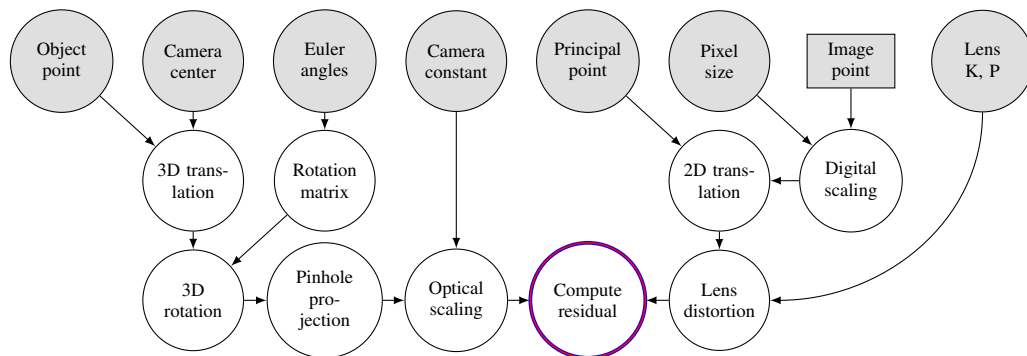 Object
point
Camera
center
Euler
angles
Camera
constant
Principal
point
Pixel
size
Image
point
Lens
K, P
3D trans-
lation
Rotation
matrix
2D trans-
lation
Digital
scaling
3D
rotation
Pinhole
pro-
jection
Optical
scaling
Compute
residual
Lens
distortion